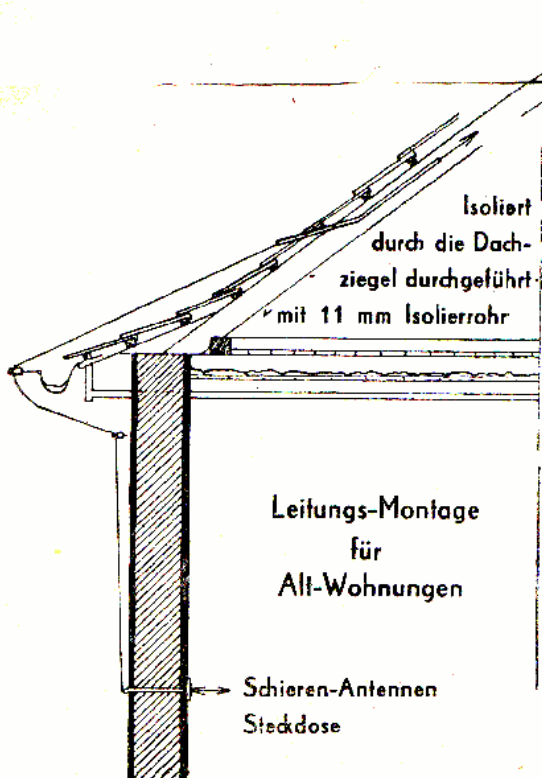 Isoliert
durch die Dach-
ziegel durchgeführt
mit 11 mm Isolierrohr
Leitungs-Montage
für
Alt-Wohnungen
Schieren-Antennen
Steckdose